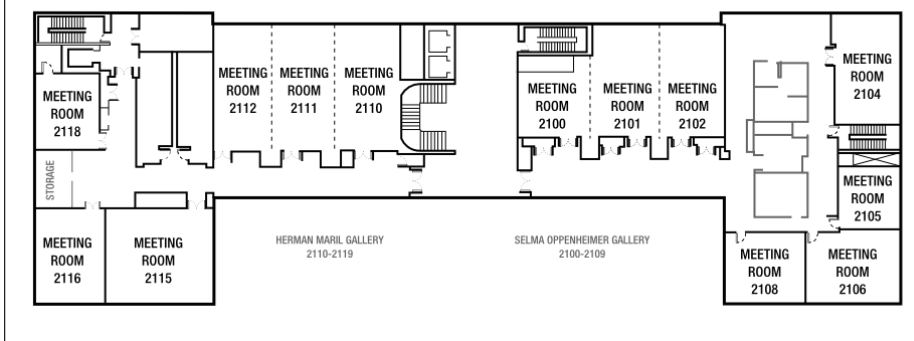 MEETING
ROOM
2118
STORAGE
MEETING
ROOM
2116
MEETING
ROOM
2115
MEETING
ROOM
2112
MEETING
ROOM
2111
MEETING
ROOM
2110
MEETING
ROOM
2100
MEETING
ROOM
2101
MEETING
ROOM
2102
MEETING
ROOM
2104
MEETING
ROOM
2105
MEETING
ROOM
2108
MEETING
ROOM
2106
HERMAN MARIL GALLERY
2110-2119
SELMA OPPENHEIMER GALLERY
2100-2109